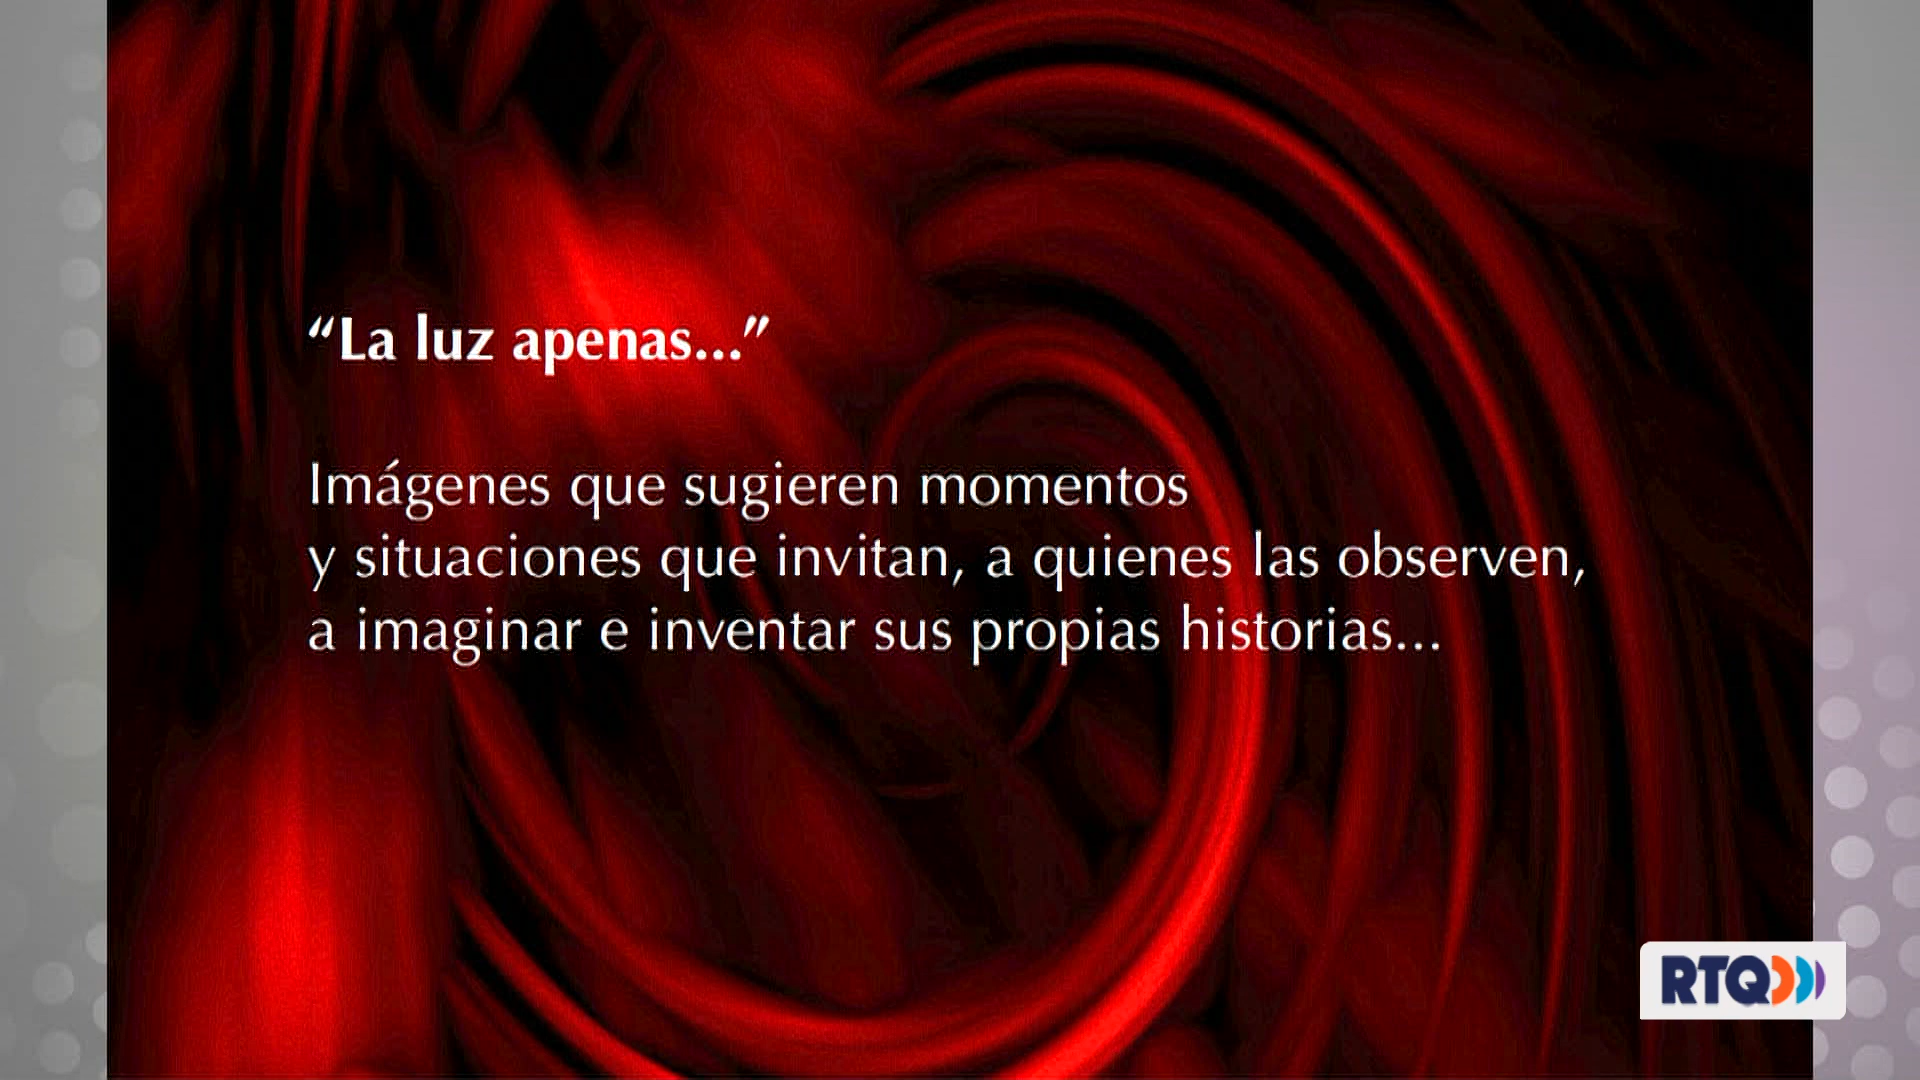 “La luz apenas...”
Imágenes que sugieren momentos
y situaciones que invitan, a quienes las observen,
a imaginar e inventar sus propias historias...
RTQ